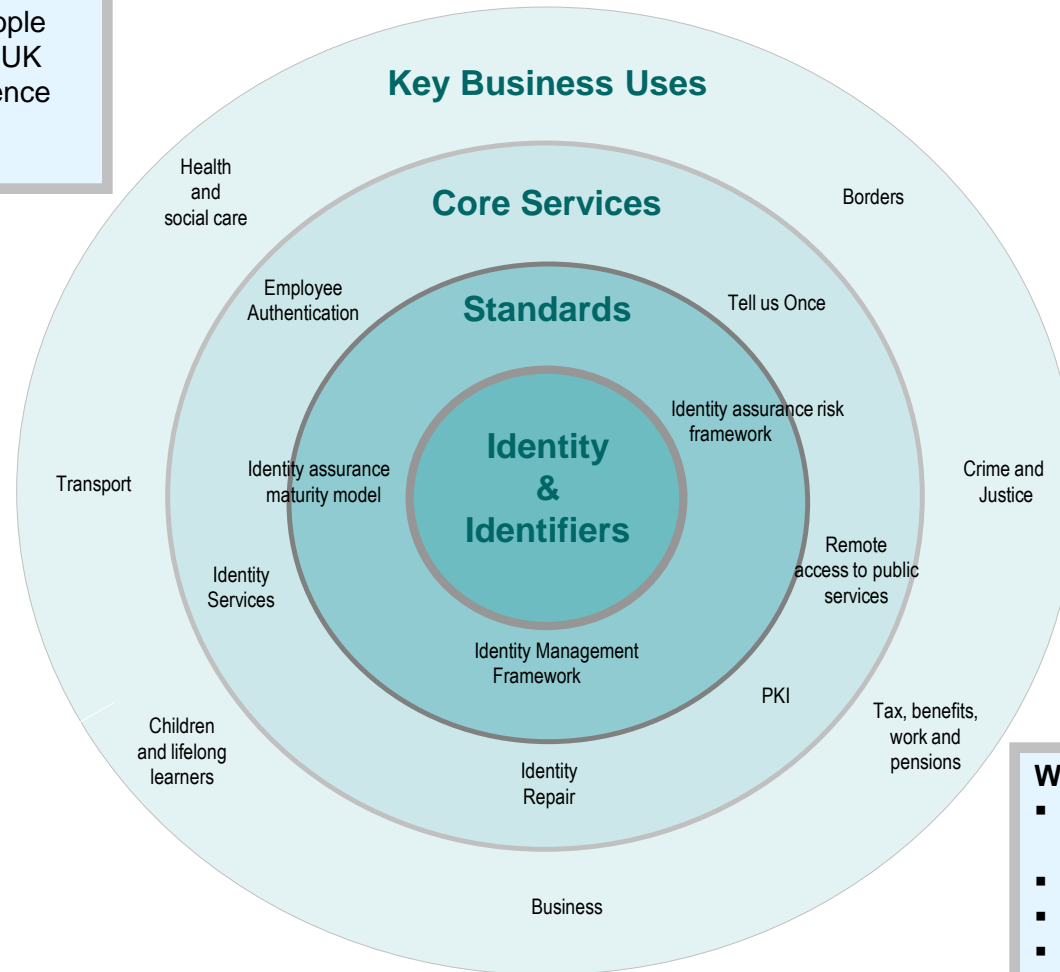 ople
UK
ence
Key Business Uses
Health
and
social care
Borders
Core Services
Employee
Authentication
Tell us Once
Standards
Identity assurance risk
framework
Identity
&
Identifiers
Identity assurance
maturity model
Transport
Crime and
Justice
Remote
access to public
services
Identity
Services
Identity Management
Framework
PKI
Tax, benefits,
work and
pensions
Children
and lifelong
learners
Identity
Repair
Business
W